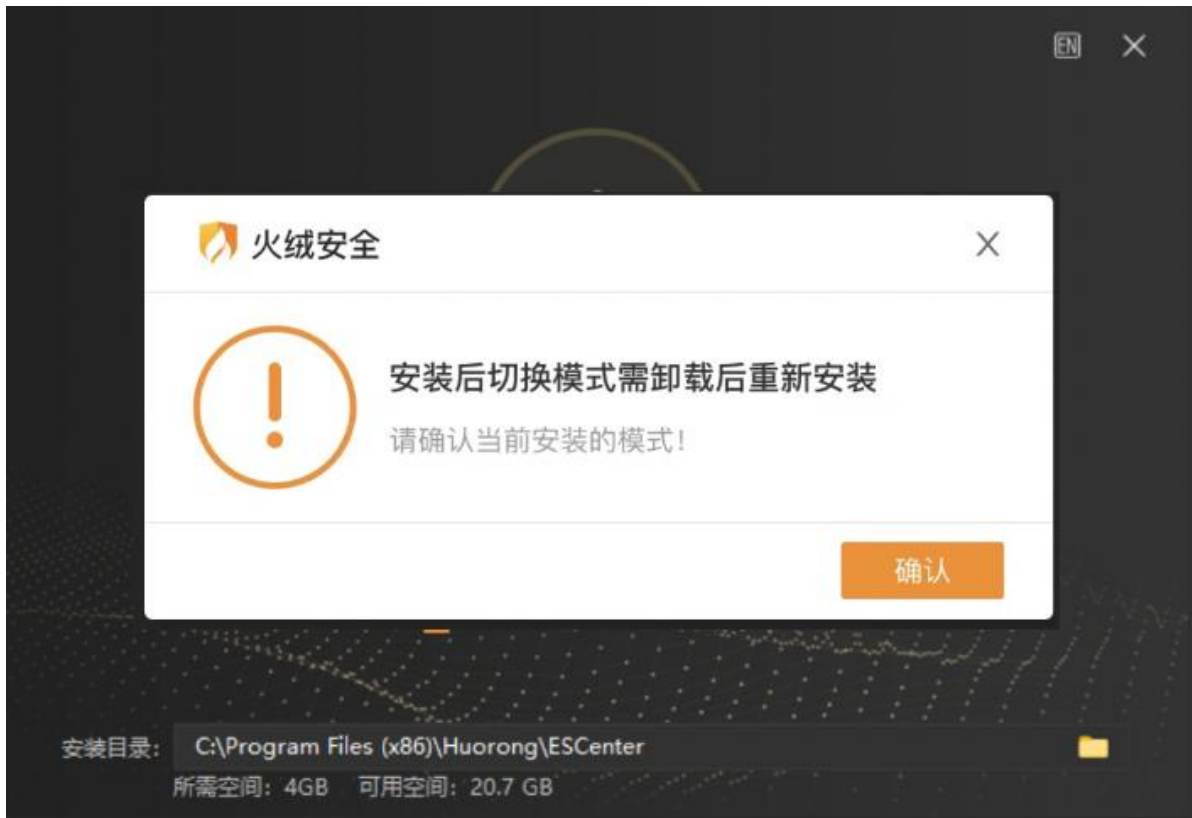 EN
火绒安全
安装后切换模式需卸载后重新安装
请确认当前安装的模式!
确认
安装目录: C:\Program Files (x86)\Huorong\ESCenter
所需空间: 4GB 可用空间: 20.7 GB